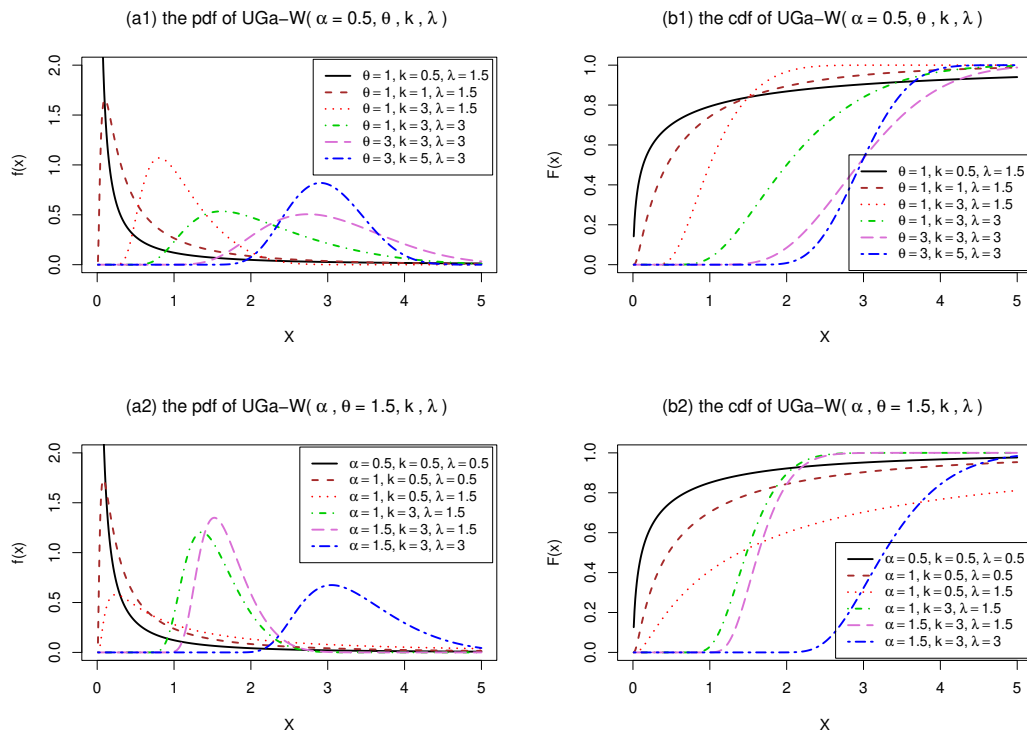 (a1) the pdf of UGa−W( α = 0.5, θ , k , λ )
f(x)
2.0
1.5
1.0
0.5
0.0
0 1 2 3 4 5
X
θ = 1, k = 0.5, λ = 1.5
θ = 1, k = 1, λ = 1.5
θ = 1, k = 3, λ = 1.5
θ = 1, k = 3, λ = 3
θ = 3, k = 3, λ = 3
θ = 3, k = 5, λ = 3
(b1) the cdf of UGa−W( α = 0.5, θ , k , λ )
F(x)
1.0
0.8
0.6
0.4
0.2
0.0
0 1 2 3 4 5
X
θ = 1, k = 0.5, λ = 1.5
θ = 1, k = 1, λ = 1.5
θ = 1, k = 3, λ = 1.5
θ = 1, k = 3, λ = 3
θ = 3, k = 3, λ = 3
θ = 3, k = 5, λ = 3
(a2) the pdf of UGa−W( α , θ = 1.5, k , λ )
f(x)
2.0
1.5
1.0
0.5
0.0
0 1 2 3 4 5
X
α = 0.5, k = 0.5, λ = 0.5
α = 1, k = 0.5, λ = 0.5
α = 1, k = 0.5, λ = 1.5
α = 1, k = 3, λ = 1.5
α = 1.5, k = 3, λ = 1.5
α = 1.5, k = 3, λ = 3
(b2) the cdf of UGa−W( α , θ = 1.5, k , λ )
F(x)
1.0
0.8
0.6
0.4
0.2
0.0
0 1 2 3 4 5
X
α = 0.5, k = 0.5, λ = 0.5
α = 1, k = 0.5, λ = 0.5
α = 1, k = 0.5, λ = 1.5
α = 1, k = 3, λ = 1.5
α = 1.5, k = 3, λ = 1.5
α = 1.5, k = 3, λ = 3